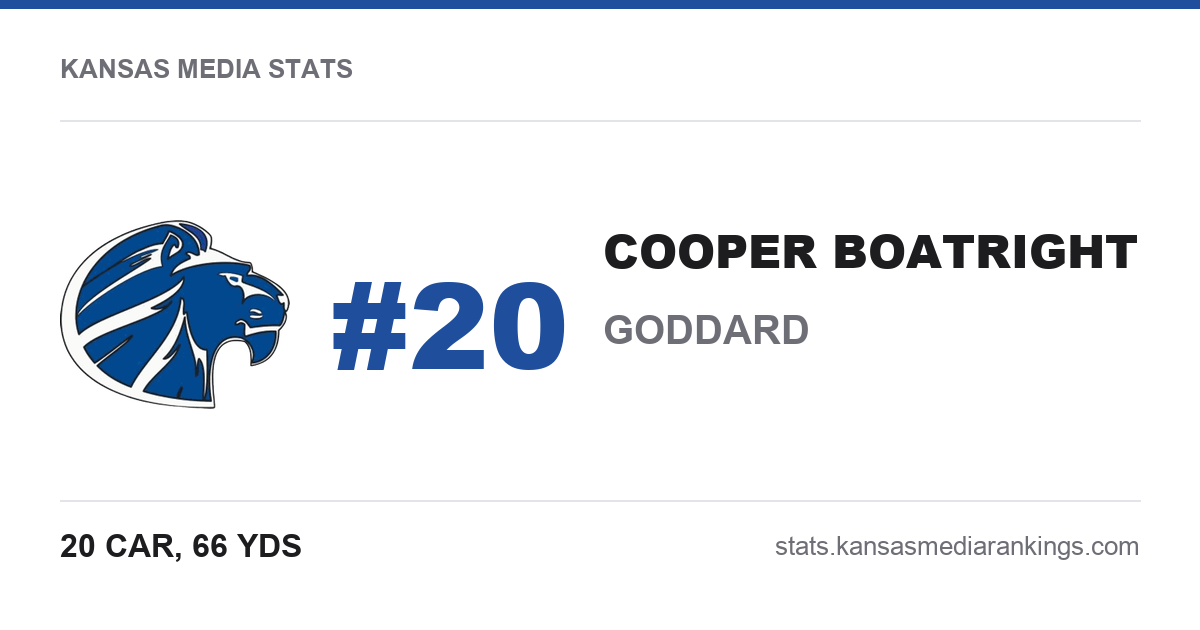 KANSAS MEDIA STATS
#20
COOPER BOATRIGHT
GODDARD
20 CAR, 66 YDS
stats.kansasmediarankings.com